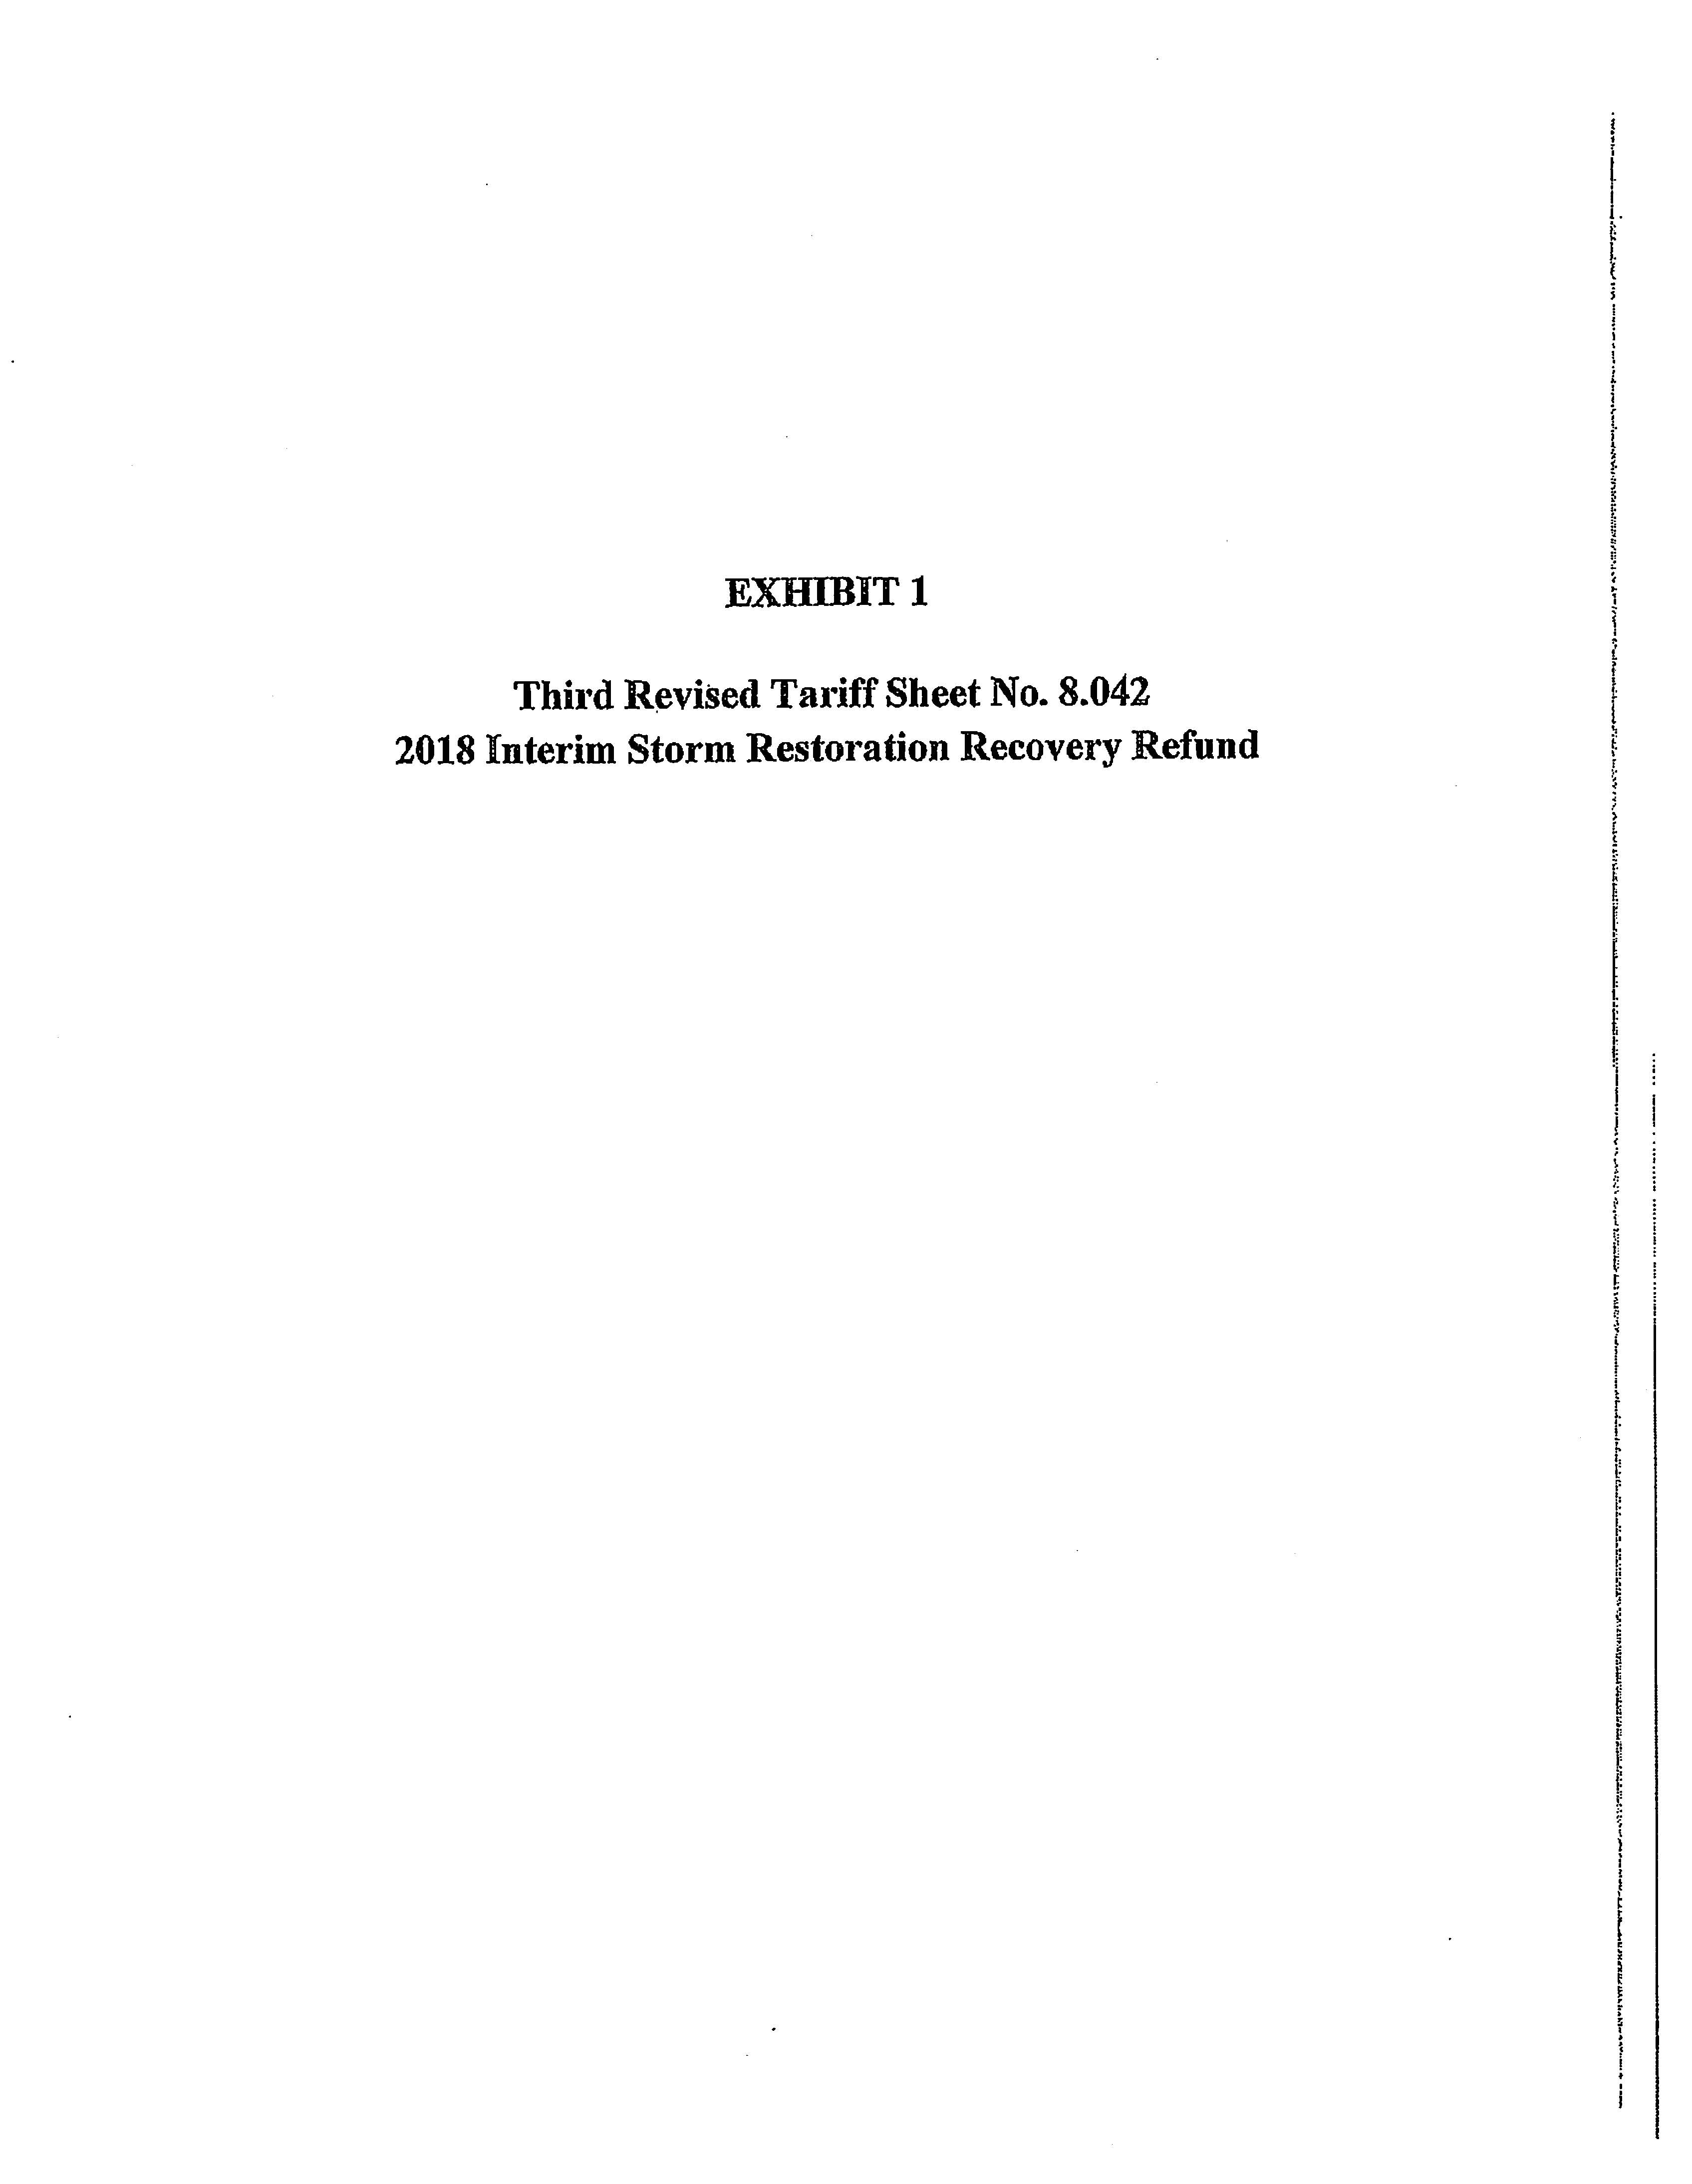 EXHIBIT 1
Third Revised Tariff Sheet No. 8.042
2018 Interim Storm Restoration Recovery Refund